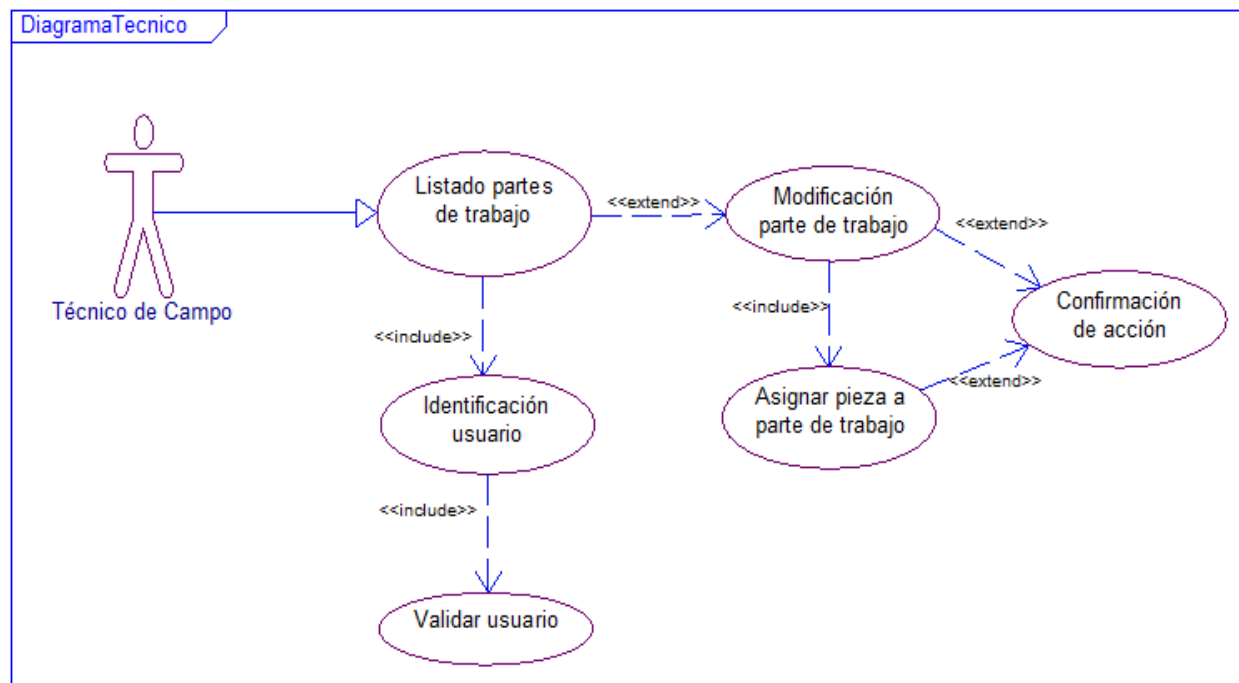 DiagramaTecnico
Listado partes
de trabajo
<<extend>>
Modificación
parte de trabajo
<<extend>>
Técnico de Campo
<<include>>
<<include>>
Confirmación
de acción
Identificación
usuario
Asignar pieza a
parte de trabajo
<<extend>>
<<include>>
Validar usuario